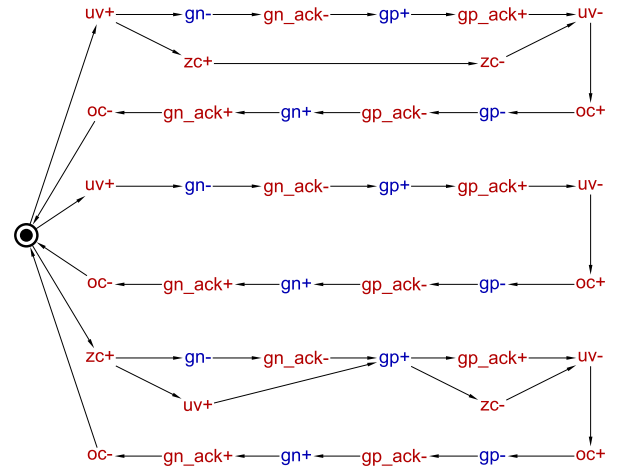 uv+ gn- gn_ack- gp+ gp_ack+ uv-
zc+ zc-
oc- gn_ack+ gn+ gp_ack- gp- oc+
uv+ gn- gn_ack- gp+ gp_ack+ uv-
oc- gn_ack+ gn+ gp_ack- gp- oc+
zc+ gn- gn_ack- gp+ gp_ack+ uv-
uv+ zc-
oc- gn_ack+ gn+ gp_ack- gp- oc+